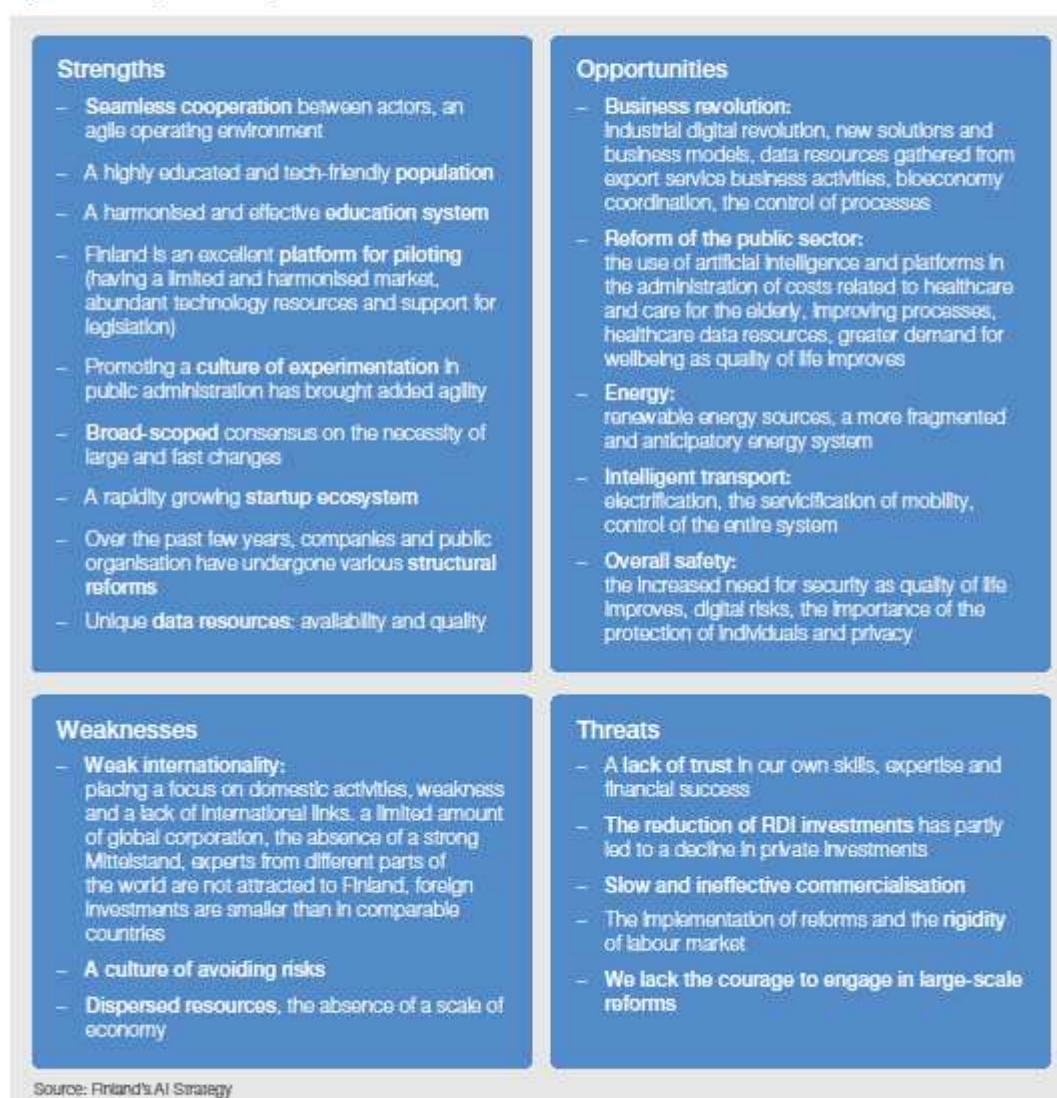 Strengths
– Seamless cooperation between actors, an
agile operating environment
– A highly educated and tech-friendly population
– A harmonised and effective education system
– Finland is an excellent platform for piloting
(having a limited and harmonised market,
abundant technology resources and support for
legislation)
– Promoting a culture of experimentation in
public administration has brought added agility
– Broad-scoped consensus on the necessity of
large and fast changes
– A rapidity growing startup ecosystem
– Over the past few years, companies and public
organisation have undergone various structural
reforms
– Unique data resources: availability and quality
Opportunities
– Business revolution:
industrial digital revolution, new solutions and
business models, data resources gathered from
export service business activities, bioeconomy
coordination, the control of processes
– Reform of the public sector:
the use of artificial intelligence and platforms in
the administration of costs related to healthcare
and care for the elderly, improving processes,
healthcare data resources, greater demand for
wellbeing as quality of life improves
– Energy:
renewable energy sources, a more fragmented
and anticipatory energy system
– Intelligent transport:
electrification, the servicification of mobility,
control of the entire system
– Overall safety:
the increased need for security as quality of life
improves, digital risks, the importance of the
protection of individuals and privacy
Weaknesses
– Weak internationality:
placing a focus on domestic activities, weakness
and a lack of international links. a limited amount
of global corporation, the absence of a strong
Mittelstand, experts from different parts of
the world are not attracted to Finland, foreign
investments are smaller than in comparable
countries
– A culture of avoiding risks
– Dispersed resources, the absence of a scale of
economy
Threats
– A lack of trust in our own skills, expertise and
financial success
– The reduction of RDI investments has partly
led to a decline in private investments
– Slow and ineffective commercialisation
– The implementation of reforms and the rigidity
of labour market
– We lack the courage to engage in large-scale
reforms
Source: Finland's AI Strategy